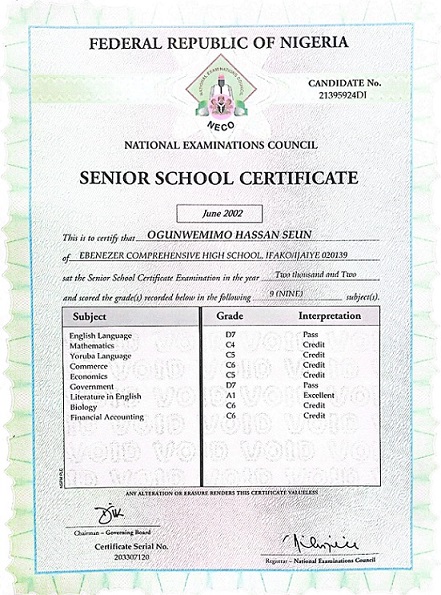 FEDERAL REPUBLIC OF NIGERIA
NATIONAL EXAMINATIONS COUNCIL
NECO
CANDIDATE No.
21395924DI
NATIONAL EXAMINATIONS COUNCIL
SENIOR SCHOOL CERTIFICATE
June 2002
This is to certify that OGUNWEMIMO HASSAN SEUN
of EBENEZER COMPREHENSIVE HIGH SCHOOL, IFAKO/IJAIYE 020139
sat the Senior School Certificate Examination in the year Two thousand and Two
and scored the grade(s) recorded below in the following 9 (NINE) subject(s).
Subject Grade Interpretation
English Language D7 Pass
Mathematics C4 Credit
Yoruba Language C5 Credit
Commerce C6 Credit
Economics C5 Credit
Government D7 Pass
Literature in English A1 Excellent
Biology C6 Credit
Financial Accounting C6 Credit
VOID VOID VOID VOID
ANY ALTERATION OR ERASURE RENDERS THIS CERTIFICATE VALUELESS
Chairman – Governing Board
Certificate Serial No.
203307120
Registrar – National Examinations Council